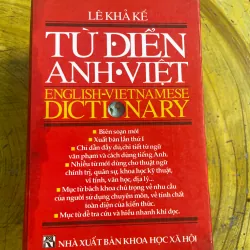 LÊ KHẢ KẾ
TỪ ĐIỂN
ANH·VIỆT
ENGLISH-VIETNAMESE
DICTIONARY
• Biên soạn mới
• Xuất bản lần thứ I
• Chỉ dẫn đầy đủ, chi tiết từ ngữ
văn phạm và cách dùng tiếng Anh.
• Nhiều từ mới dùng cho thuật ngữ
chính trị, quân sự, khoa học kỹ thuật,
vi tính, văn học, địa lý...
• Mục từ bách khoa chú trọng về nhu cầu
của người sử dụng chuyên môn, về tính chất
toàn diện của kiến thức.
• Mục từ dễ tra cứu và hiểu nhanh khi đọc.
NHÀ XUẤT BẢN KHOA HỌC XÃ HỘI